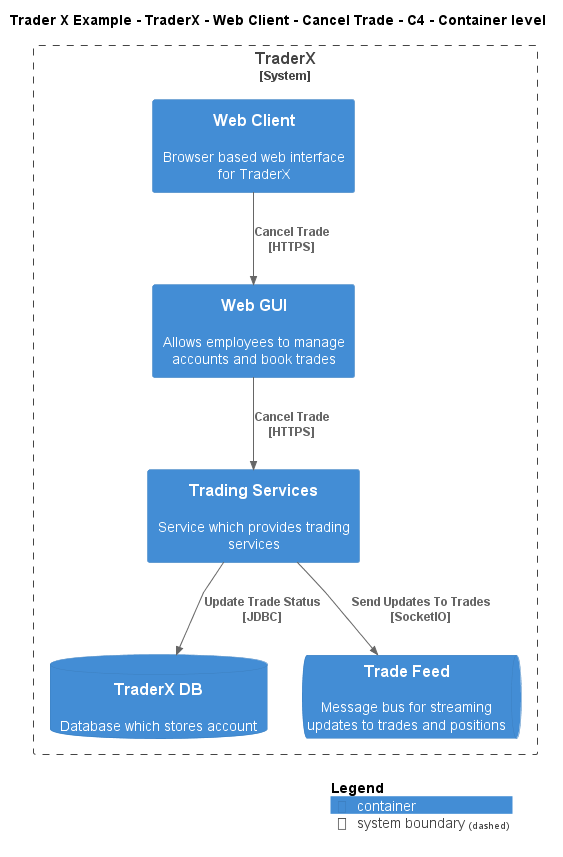 Trader X Example - TraderX - Web Client - Cancel Trade - C4 - Container level
TraderX
[System]
Web Client
Browser based web interface
for TraderX
Cancel Trade
[HTTPS]
Web GUI
Allows employees to manage
accounts and book trades
Cancel Trade
[HTTPS]
Trading Services
Service which provides trading
services
Update Trade Status
[JDBC]
Send Updates To Trades
[SocketIO]
TraderX DB
Database which stores account
Trade Feed
Message bus for streaming
updates to trades and positions
Legend
container
system boundary (dashed)